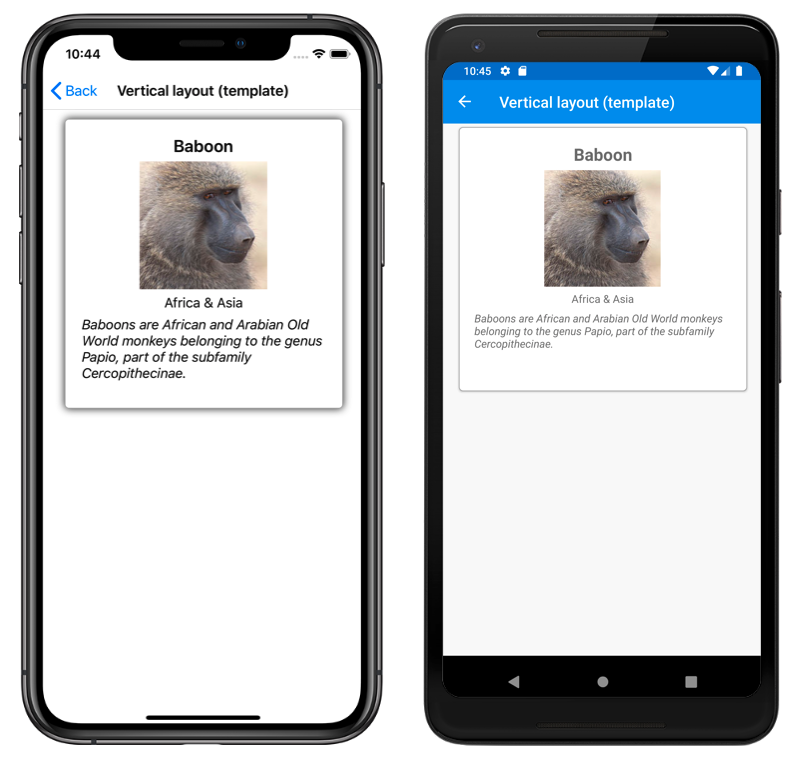 10:44
Back
Vertical layout (template)
Baboon
Africa & Asia
Baboons are African and Arabian Old
World monkeys belonging to the genus
Papio, part of the subfamily
Cercopithecinae.
10:45
Vertical layout (template)
Baboon
Africa & Asia
Baboons are African and Arabian Old World monkeys
belonging to the genus Papio, part of the subfamily
Cercopithecinae.